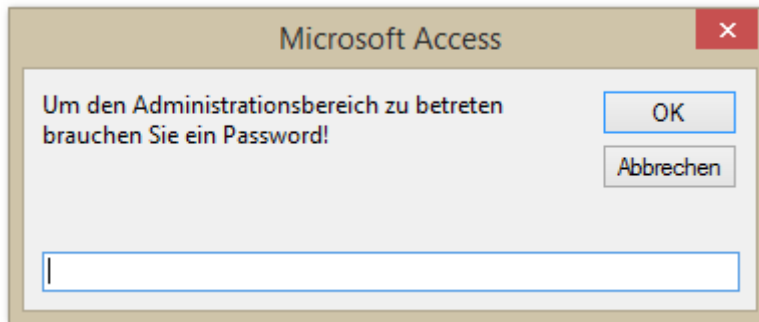 Microsoft Access
Um den Administrationsbereich zu betreten
brauchen Sie ein Password!
OK
Abbrechen